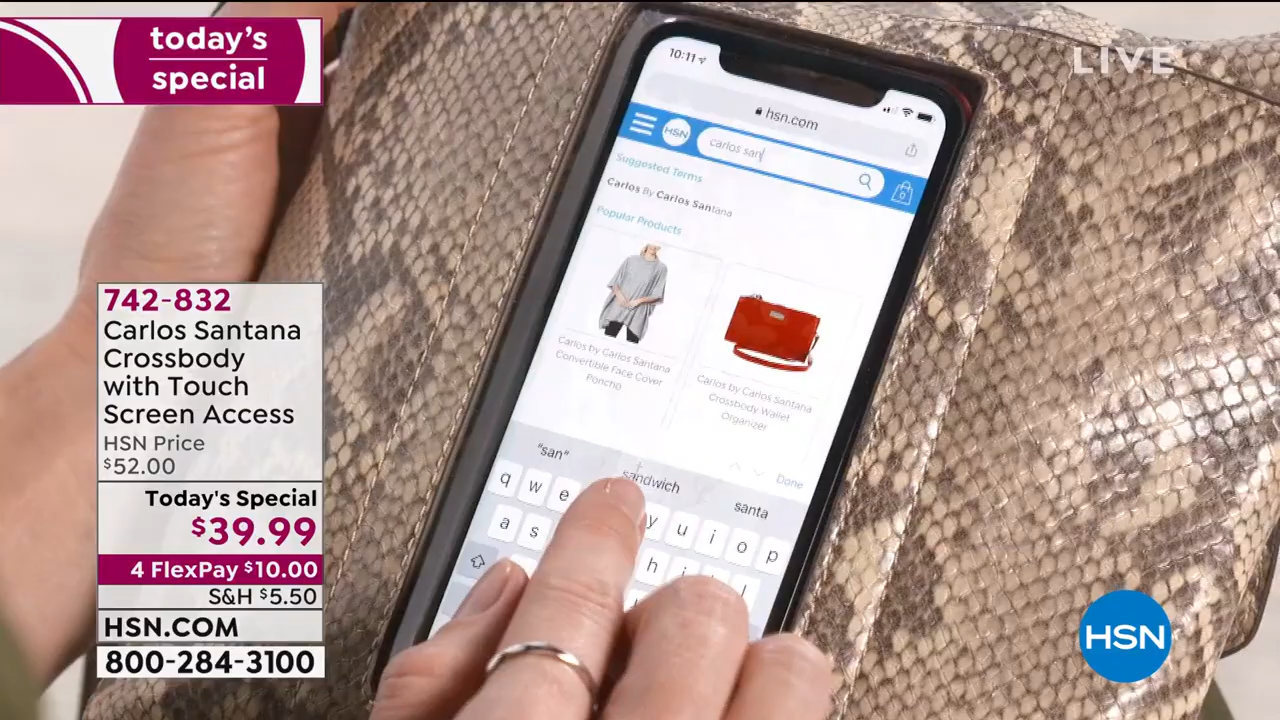 today's
special
LIVE
742-832
Carlos Santana
Crossbody
with Touch
Screen Access
HSN Price
$52.00
Today's Special
$39.99
4 FlexPay $10.00
S&H $5.50
HSN.COM
800-284-3100
10:11
hsn.com
HSN
carlos san
0
Suggested Terms
Carlos By Carlos Santana
Popular Products
Carlos by Carlos Santana
Convertible Face Cover
Poncho
Carlos by Carlos Santana
Crossbody Wallet
Organizer
Done
"san" sandwich santa
q w e y u i o p
a s h
HSN